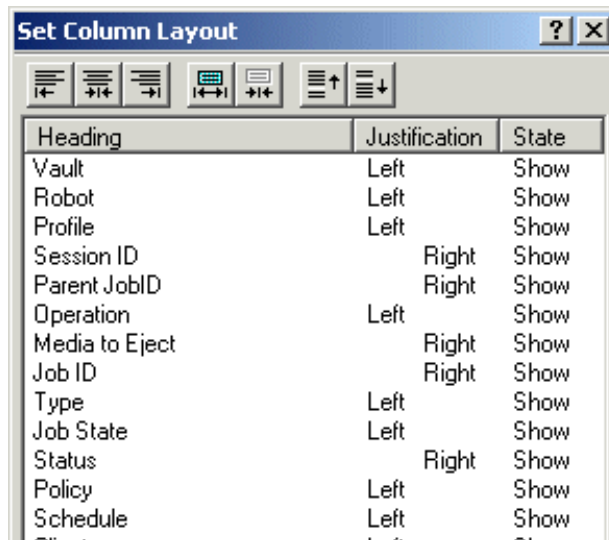 Set Column Layout
Heading Justification State
Vault Left Show
Robot Left Show
Profile Left Show
Session ID Right Show
Parent JobID Right Show
Operation Left Show
Media to Eject Right Show
Job ID Right Show
Type Left Show
Job State Left Show
Status Right Show
Policy Left Show
Schedule Left Show